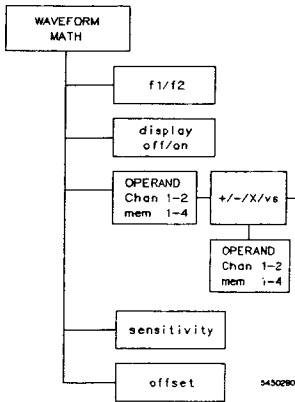 WAVEFORM
MATH
f1/f2
display
off/on
OPERAND
Chan 1-2
mem 1-4
+/-/X/vs
OPERAND
Chan 1-2
mem 1-4
sensitivity
offset
5450280